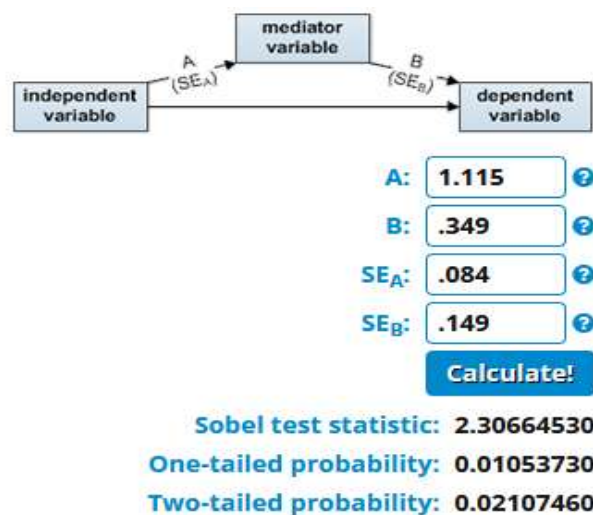 mediator
variable
A
(SEA)
B
(SEB)
independent
variable
dependent
variable
A: 1.115 ?
B: .349 ?
SEA: .084 ?
SEB: .149 ?
Calculate!
Sobel test statistic: 2.30664530
One-tailed probability: 0.01053730
Two-tailed probability: 0.02107460